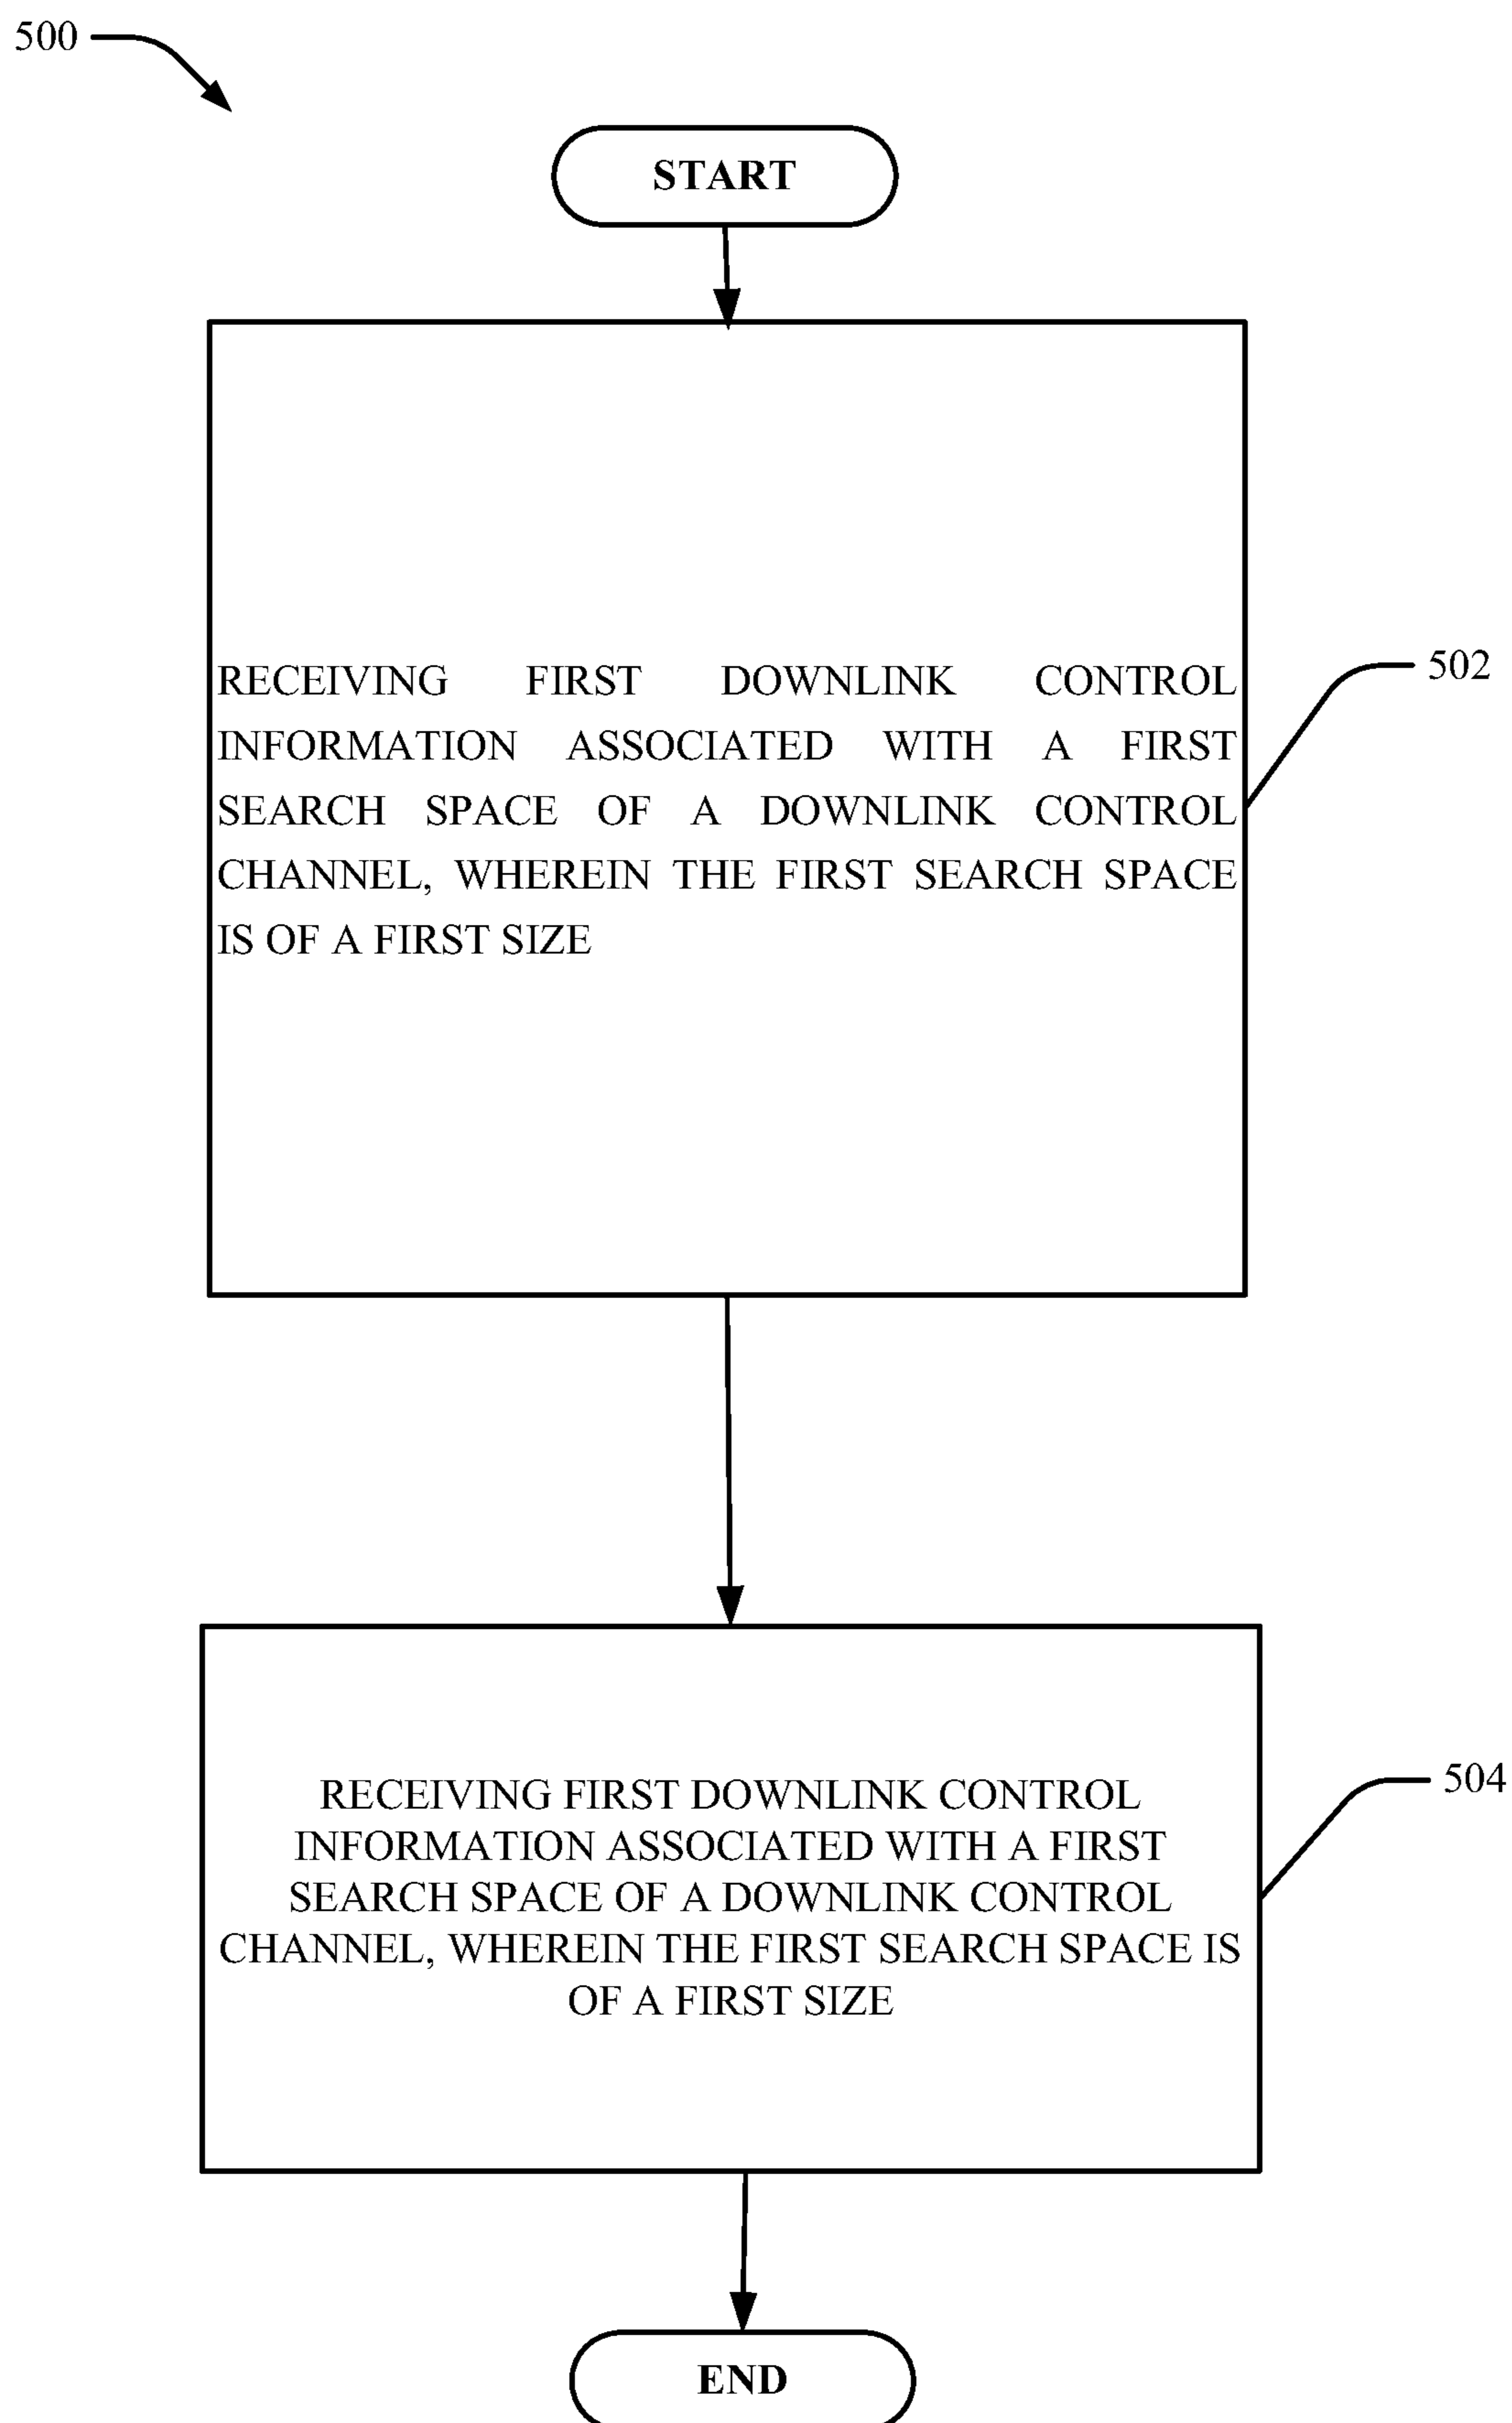 500
START
RECEIVING FIRST DOWNLINK CONTROL
INFORMATION ASSOCIATED WITH A FIRST
SEARCH SPACE OF A DOWNLINK CONTROL
CHANNEL, WHEREIN THE FIRST SEARCH SPACE
IS OF A FIRST SIZE
502
RECEIVING FIRST DOWNLINK CONTROL
INFORMATION ASSOCIATED WITH A FIRST
SEARCH SPACE OF A DOWNLINK CONTROL
CHANNEL, WHEREIN THE FIRST SEARCH SPACE IS
OF A FIRST SIZE
504
END